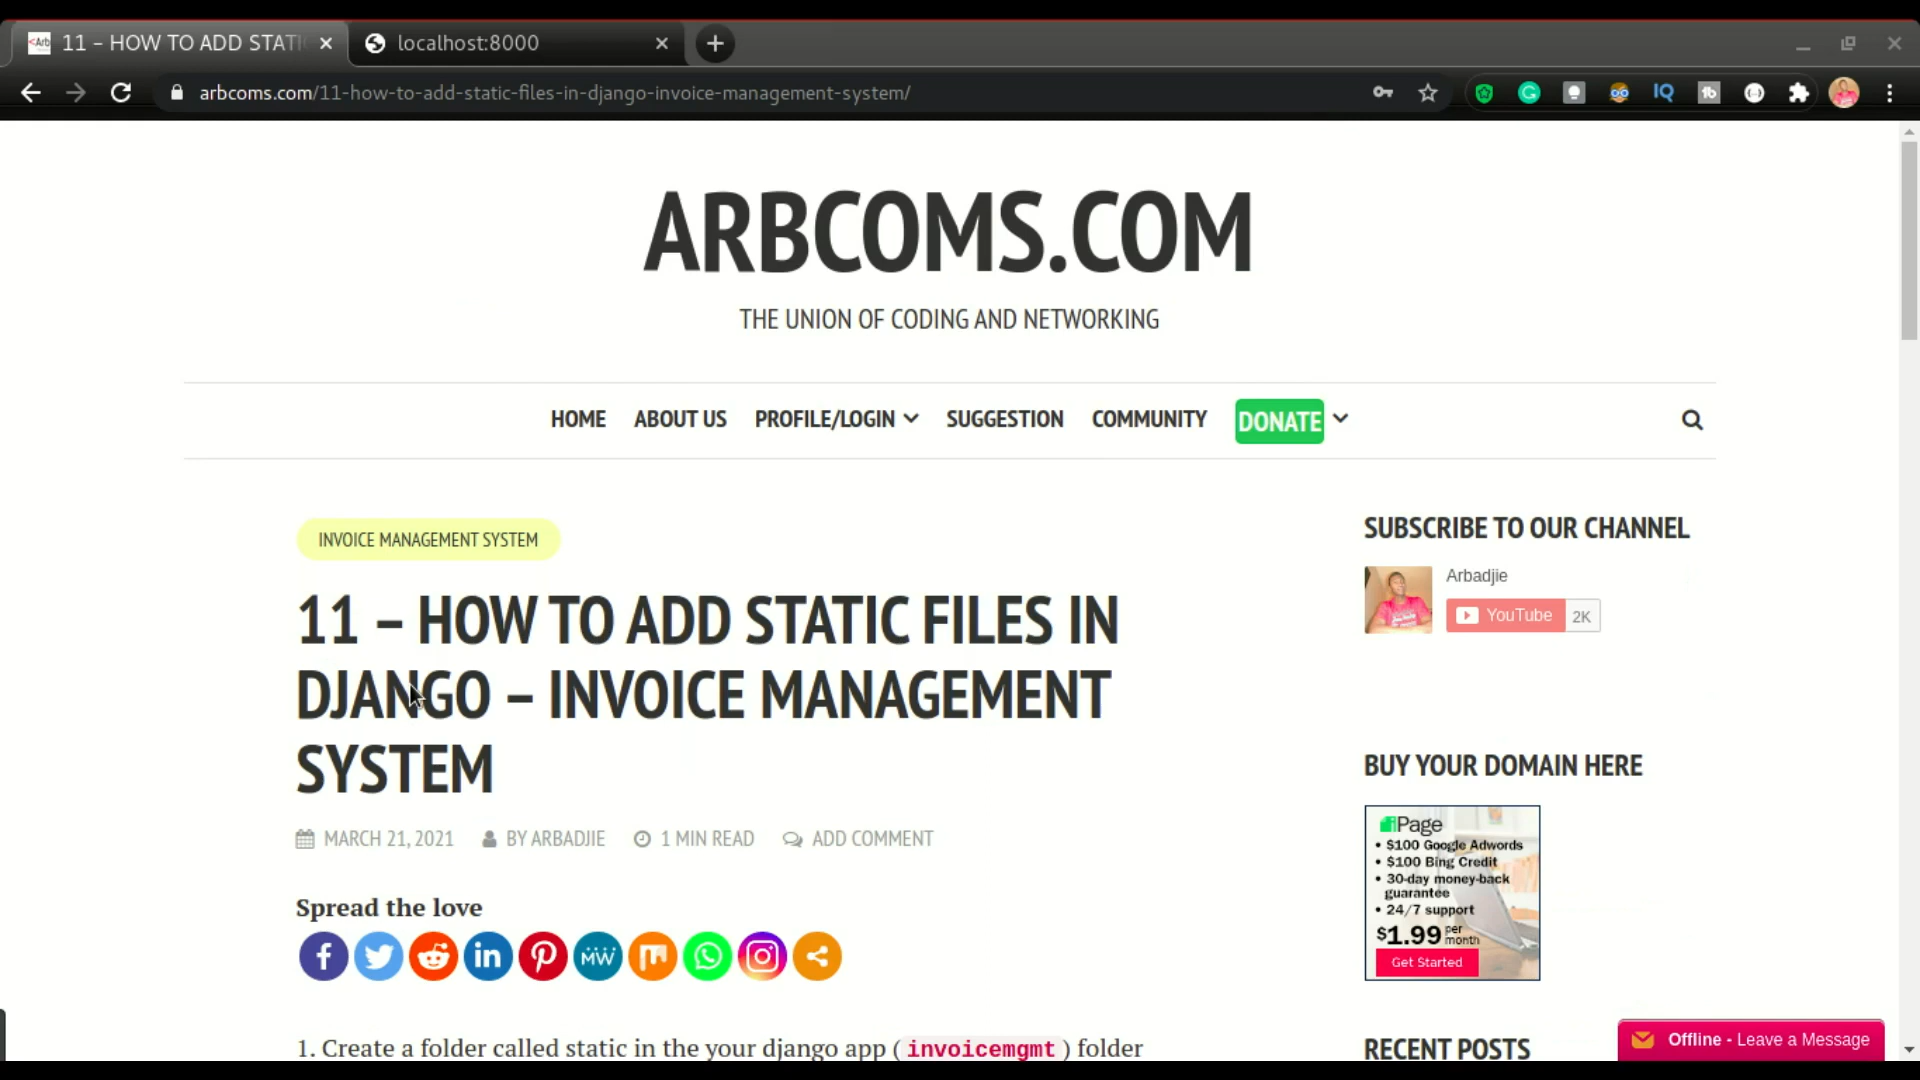 11 – HOW TO ADD STATI
localhost:8000
arbcoms.com/11-how-to-add-static-files-in-django-invoice-management-system/
ARBCOMS.COM
THE UNION OF CODING AND NETWORKING
HOME ABOUT US PROFILE/LOGIN SUGGESTION COMMUNITY DONATE
INVOICE MANAGEMENT SYSTEM
11 – HOW TO ADD STATIC FILES IN
DJANGO – INVOICE MANAGEMENT
SYSTEM
MARCH 21, 2021 BY ARBADJIE 1 MIN READ ADD COMMENT
Spread the love
1. Create a folder called static in the your django app ( invoicemgmt ) folder
SUBSCRIBE TO OUR CHANNEL
Arbadjie
YouTube 2K
BUY YOUR DOMAIN HERE
iPage
• $100 Google Adwords
• $100 Bing Credit
• 30-day money-back
guarantee
• 24/7 support
$1.99 per
month
Get Started
RECENT POSTS
Offline - Leave a Message